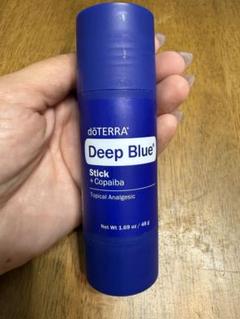 dōTERRA®
Deep Blue®
Stick
+ Copaiba
Topical Analgesic
Net Wt 1.69 oz / 48 g